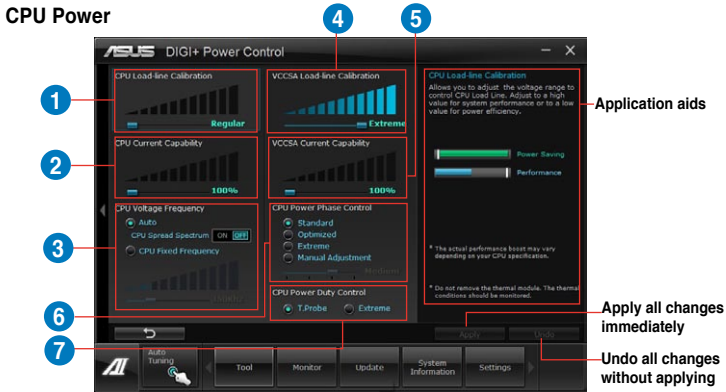 CPU Power
4
5
ASUS DIGI+ Power Control
1
CPU Load-line Calibration
Regular
VCCSA Load-line Calibration
Extreme
CPU Load-line Calibration
Allows you to adjust the voltage range to
control CPU Load Line. Adjust to a high
value for system performance or to a low
value for power efficiency.
Application aids
2
CPU Current Capability
100%
VCCSA Current Capability
100%
Power Saving
Performance
3
CPU Voltage Frequency
Auto
CPU Spread Spectrum ON OFF
CPU Fixed Frequency
CPU Power Phase Control
Standard
Optimized
Extreme
Manual Adjustment
Medium
* The actual performance boost may vary
depending on your CPU specification.
* Do not remove the thermal module. The thermal
conditions should be monitored.
6
CPU Power Duty Control
T.Probe
Extreme
7
Apply
Undo
Apply all changes
immediately
Undo all changes
without applying
AI
Auto
Tuning
Tool
Monitor
Update
System
Information
Settings